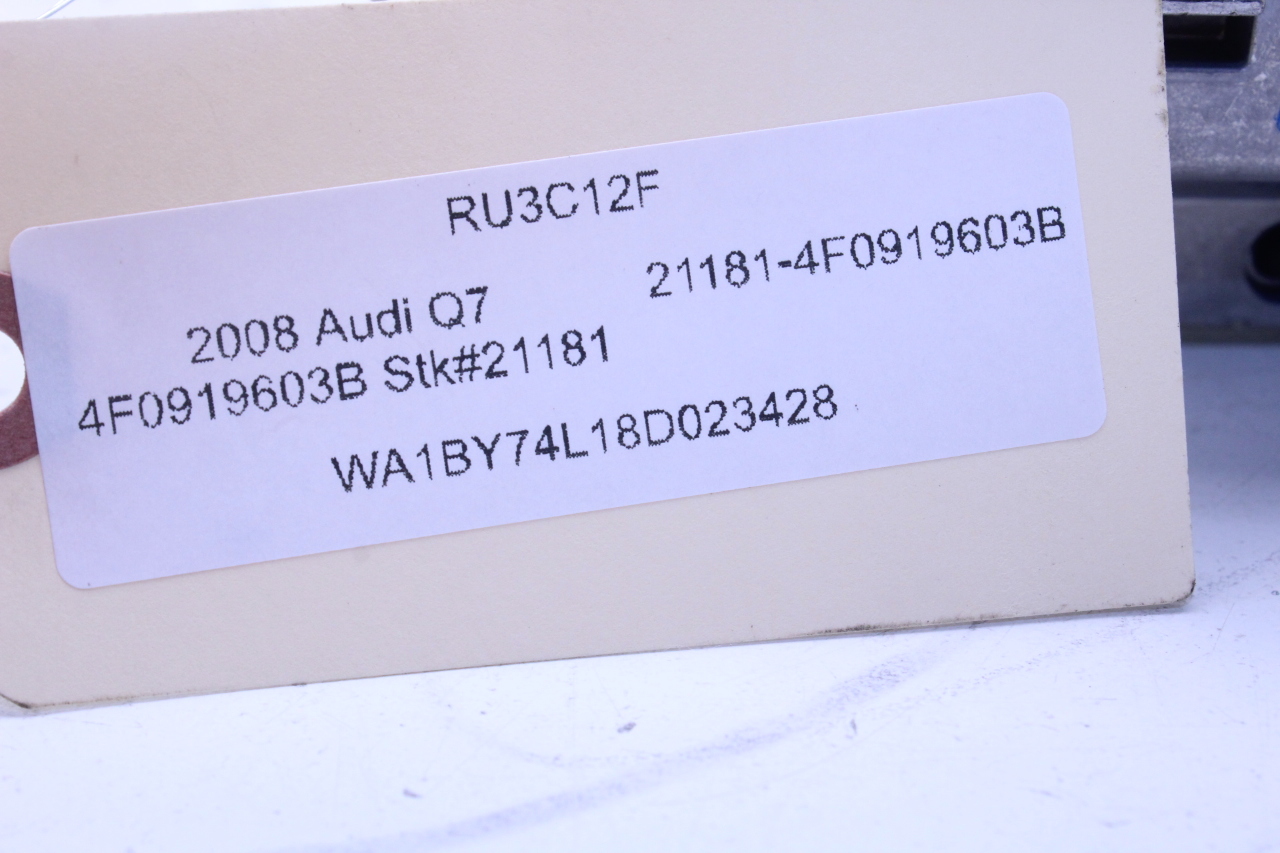 RU3C12F
21181-4F0919603B
2008 Audi Q7
4F0919603B Stk#21181
WA1BY74L18D023428